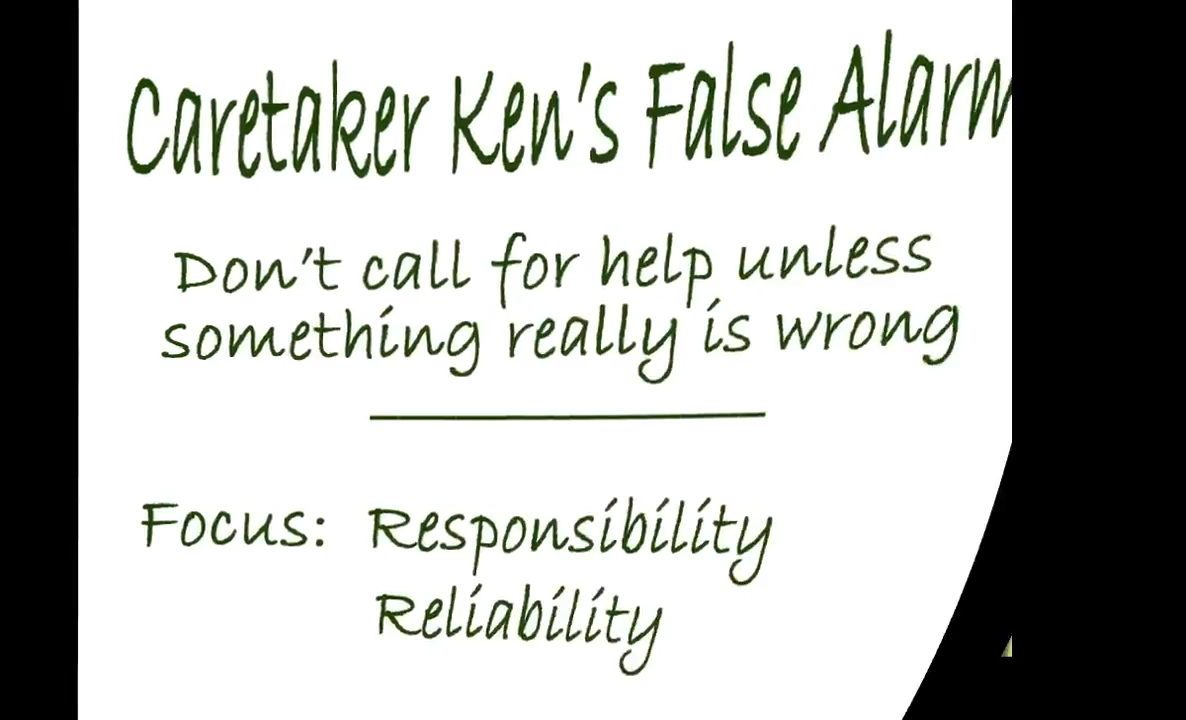 Caretaker Ken's False Alarm
Don't call for help unless
something really is wrong
Focus: Responsibility
Reliability